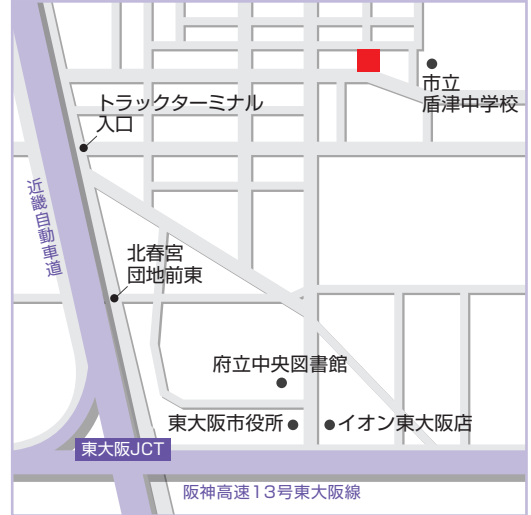 市立
盾津中学校
トラックターミナル
入口
近畿自動車道
北春宮
団地前東
府立中央図書館
東大阪市役所
イオン東大阪店
東大阪JCT
阪神高速13号東大阪線